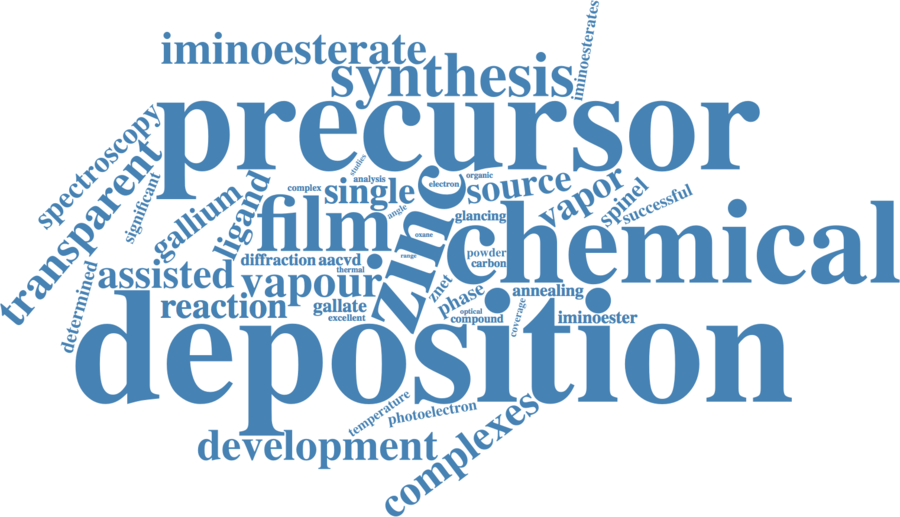 iminoesterates
iminoesterate
synthesis
precursor
spectroscopy
transparent
significant
studies
analysis
organic
complex
electron
single
zinc
source
vapor
spinel
successful
gallium
ligand
film
angle
glancing
chemical
oxane
range
powder
carbon
diffraction
aacvd
thermal
assisted
vapour
znet
phase
annealing
determined
reaction
gallate
excellent
optical
compound
coverage
iminoester
deposition
temperature
photoelectron
development
complexes